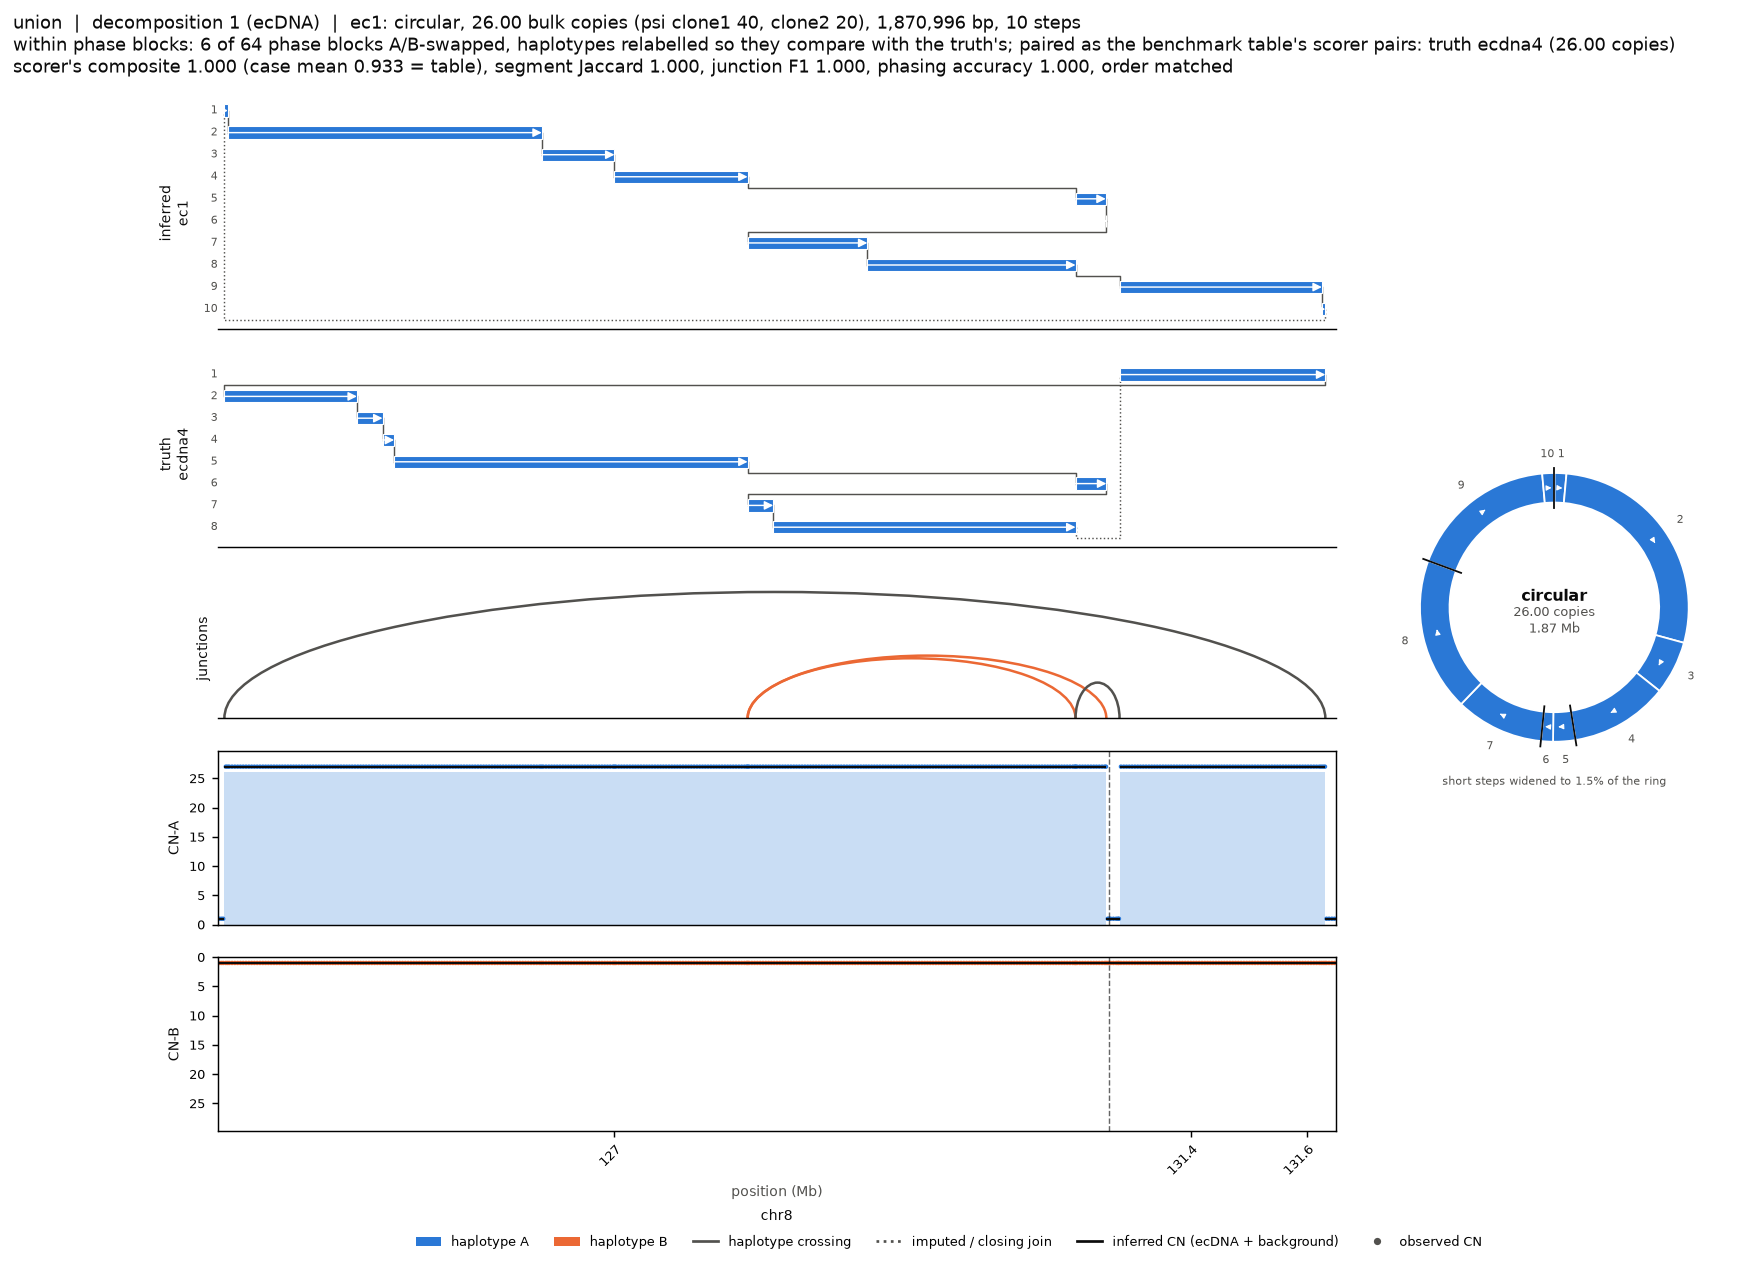 union  |  decomposition 1 (ecDNA)  |  ec1: circular, 26.00 bulk copies (psi clone1 40, clone2 20), 1,870,996 bp, 10 steps
within phase blocks: 6 of 64 phase blocks A/B-swapped, haplotypes relabelled so they compare with the truth's; paired as the benchmark table's scorer pairs: truth ecdna4 (26.00 copies)
scorer's composite 1.000 (case mean 0.933 = table), segment Jaccard 1.000, junction F1 1.000, phasing accuracy 1.000, order matched
inferred
ec1
1
2
3
4
5
6
7
8
9
10
truth
ecdna4
1
2
3
4
5
6
7
8
junctions
CN-A
25
20
15
10
5
0
CN-B
0
5
10
15
20
25
127
131.4
131.6
position (Mb)
chr8
10 1
2
3
4
5
6
7
8
9
circular
26.00 copies
1.87 Mb
short steps widened to 1.5% of the ring
haplotype A
haplotype B
haplotype crossing
imputed / closing join
inferred CN (ecDNA + background)
observed CN